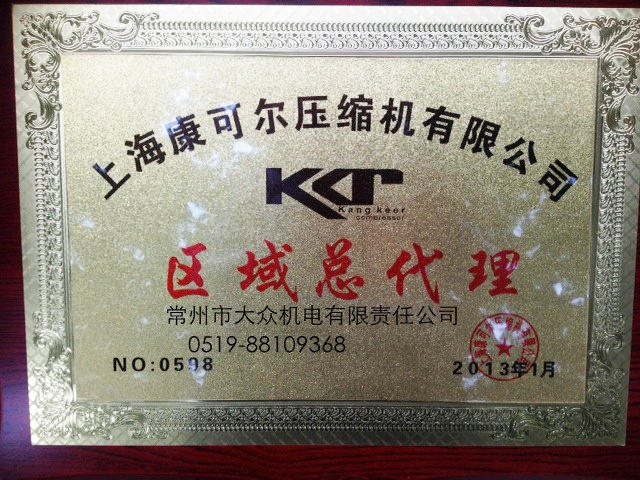 上海康可尔压缩机有限公司
KKR
Kang keer
compressor
区域总代理
常州市大众机电有限责任公司
0519-88109368
NO:0598
2013年1月